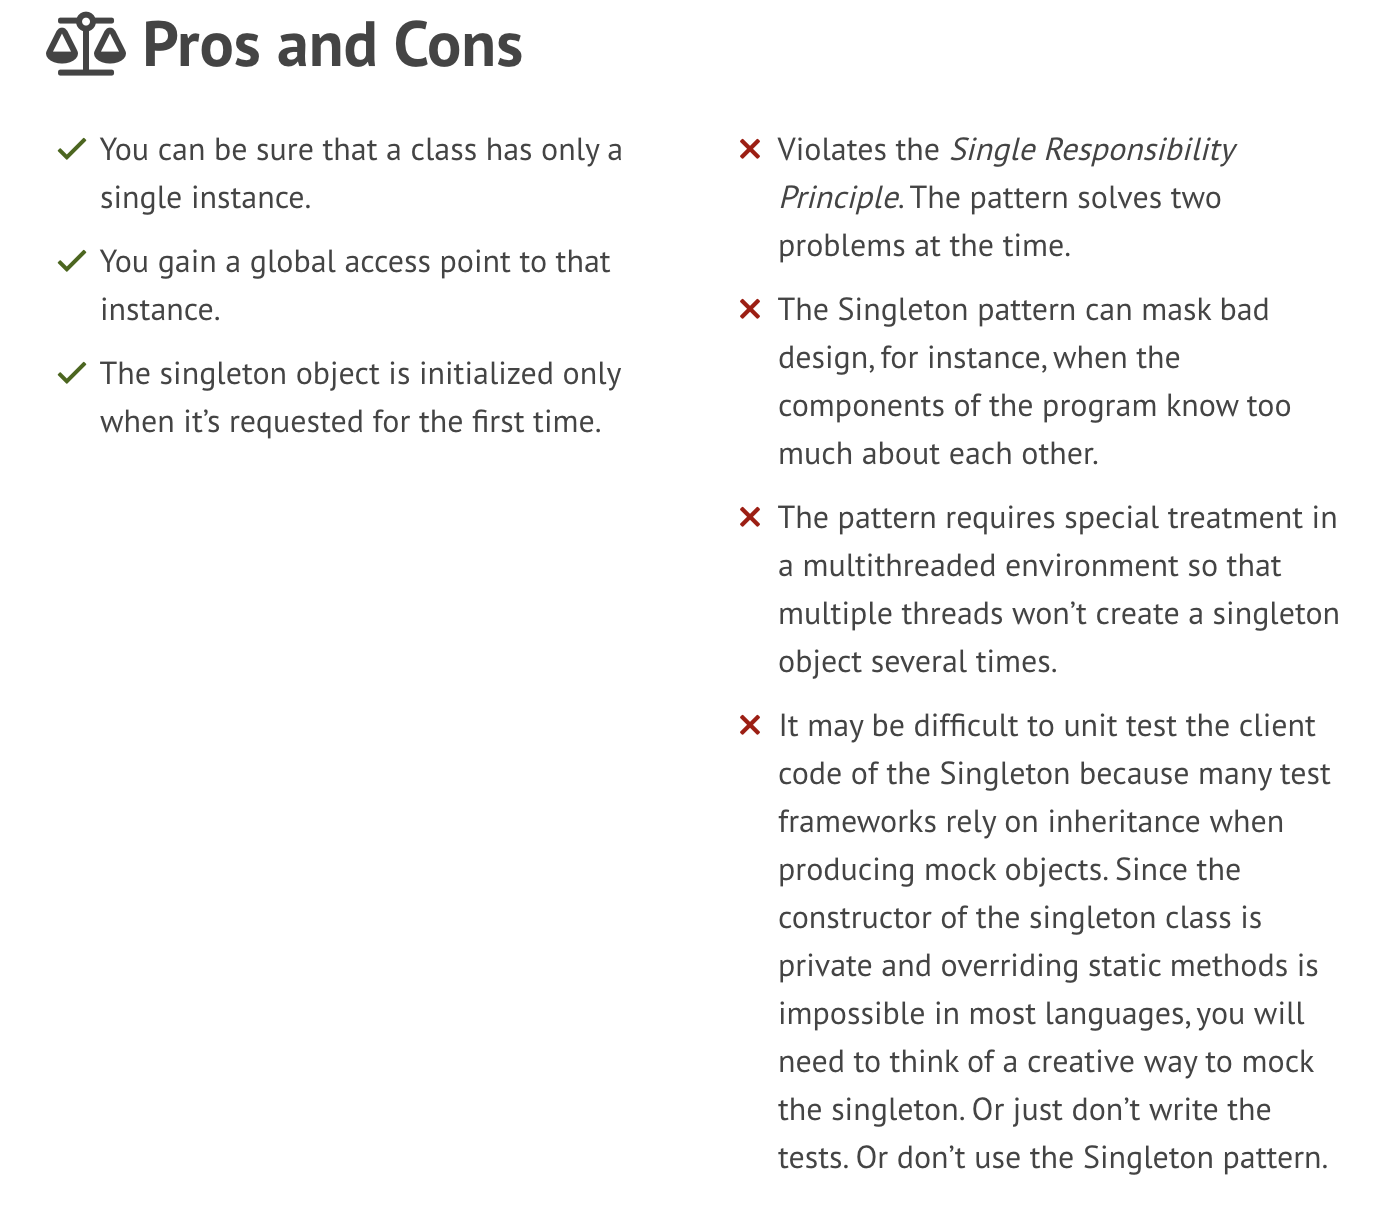 Pros and Cons
You can be sure that a class has only a
single instance.
You gain a global access point to that
instance.
The singleton object is initialized only
when it’s requested for the first time.
Violates the Single Responsibility
Principle. The pattern solves two
problems at the time.
The Singleton pattern can mask bad
design, for instance, when the
components of the program know too
much about each other.
The pattern requires special treatment in
a multithreaded environment so that
multiple threads won’t create a singleton
object several times.
It may be difficult to unit test the client
code of the Singleton because many test
frameworks rely on inheritance when
producing mock objects. Since the
constructor of the singleton class is
private and overriding static methods is
impossible in most languages, you will
need to think of a creative way to mock
the singleton. Or just don’t write the
tests. Or don’t use the Singleton pattern.